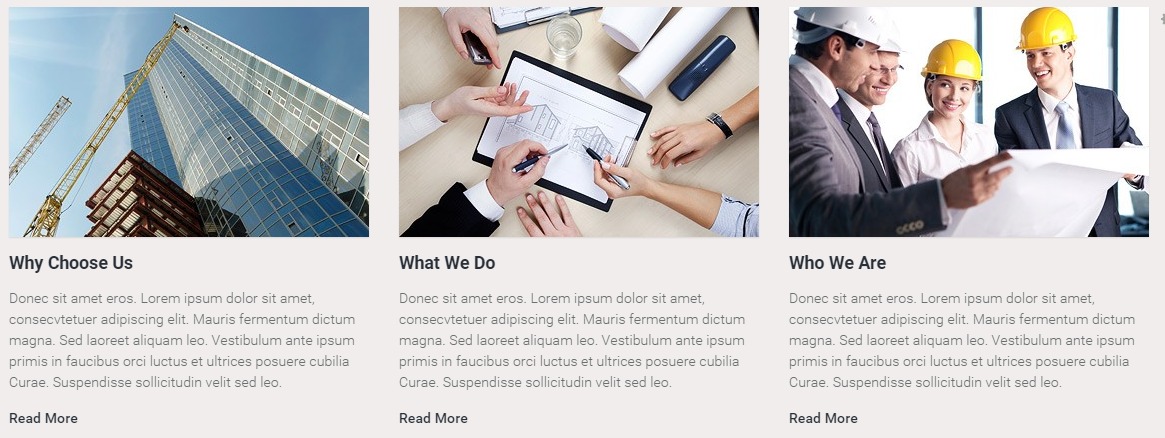 Why Choose Us
Donec sit amet eros. Lorem ipsum dolor sit amet,
consecvtetuer adipiscing elit. Mauris fermentum dictum
magna. Sed laoreet aliquam leo. Vestibulum ante ipsum
primis in faucibus orci luctus et ultrices posuere cubilia
Curae. Suspendisse sollicitudin velit sed leo.
Read More
What We Do
Donec sit amet eros. Lorem ipsum dolor sit amet,
consecvtetuer adipiscing elit. Mauris fermentum dictum
magna. Sed laoreet aliquam leo. Vestibulum ante ipsum
primis in faucibus orci luctus et ultrices posuere cubilia
Curae. Suspendisse sollicitudin velit sed leo.
Read More
Who We Are
Donec sit amet eros. Lorem ipsum dolor sit amet,
consecvtetuer adipiscing elit. Mauris fermentum dictum
magna. Sed laoreet aliquam leo. Vestibulum ante ipsum
primis in faucibus orci luctus et ultrices posuere cubilia
Curae. Suspendisse sollicitudin velit sed leo.
Read More